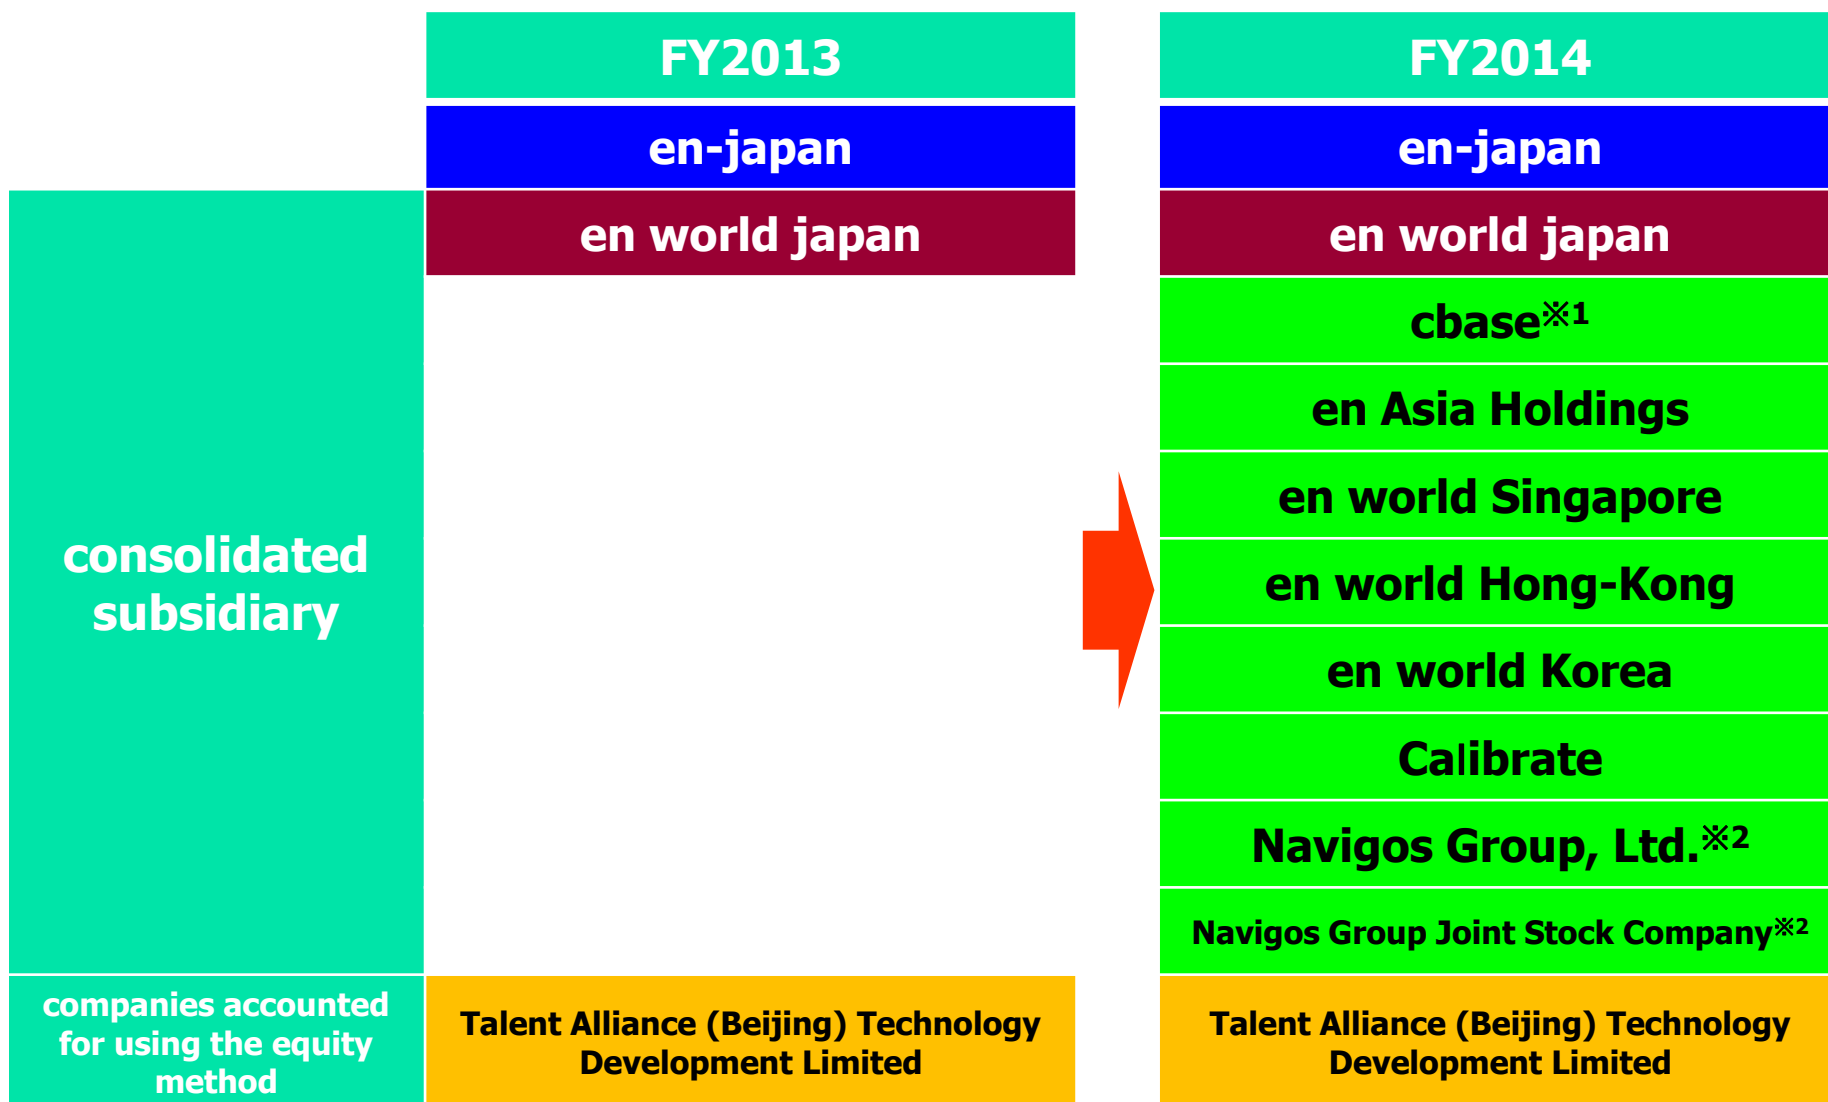 FY2013
FY2014
en-japan
en-japan
consolidated
subsidiary
en world japan
en world japan
cbase※1
en Asia Holdings
en world Singapore
en world Hong-Kong
en world Korea
Calibrate
Navigos Group, Ltd.※2
Navigos Group Joint Stock Company※2
companies accounted
for using the equity
method
Talent Alliance (Beijing) Technology
Development Limited
Talent Alliance (Beijing) Technology
Development Limited